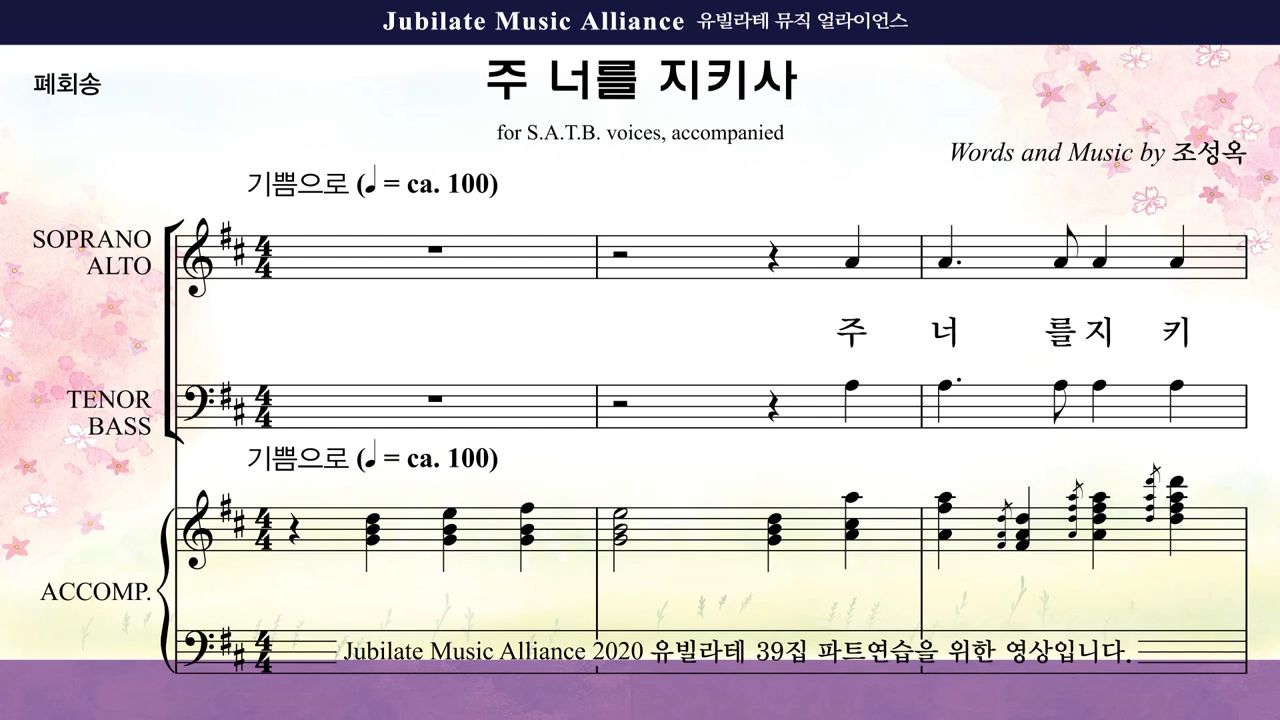 Jubilate Music Alliance 유빌라테 뮤직 얼라이언스
폐회송
주 너를 지키사
for S.A.T.B. voices, accompanied
Words and Music by 조성옥
기쁨으로 (♩ = ca. 100)
SOPRANO
ALTO
주 너 를 지 키
TENOR
BASS
기쁨으로 (♩ = ca. 100)
ACCOMP.
Jubilate Music Alliance 2020 유빌라테 39집 파트연습을 위한 영상입니다.